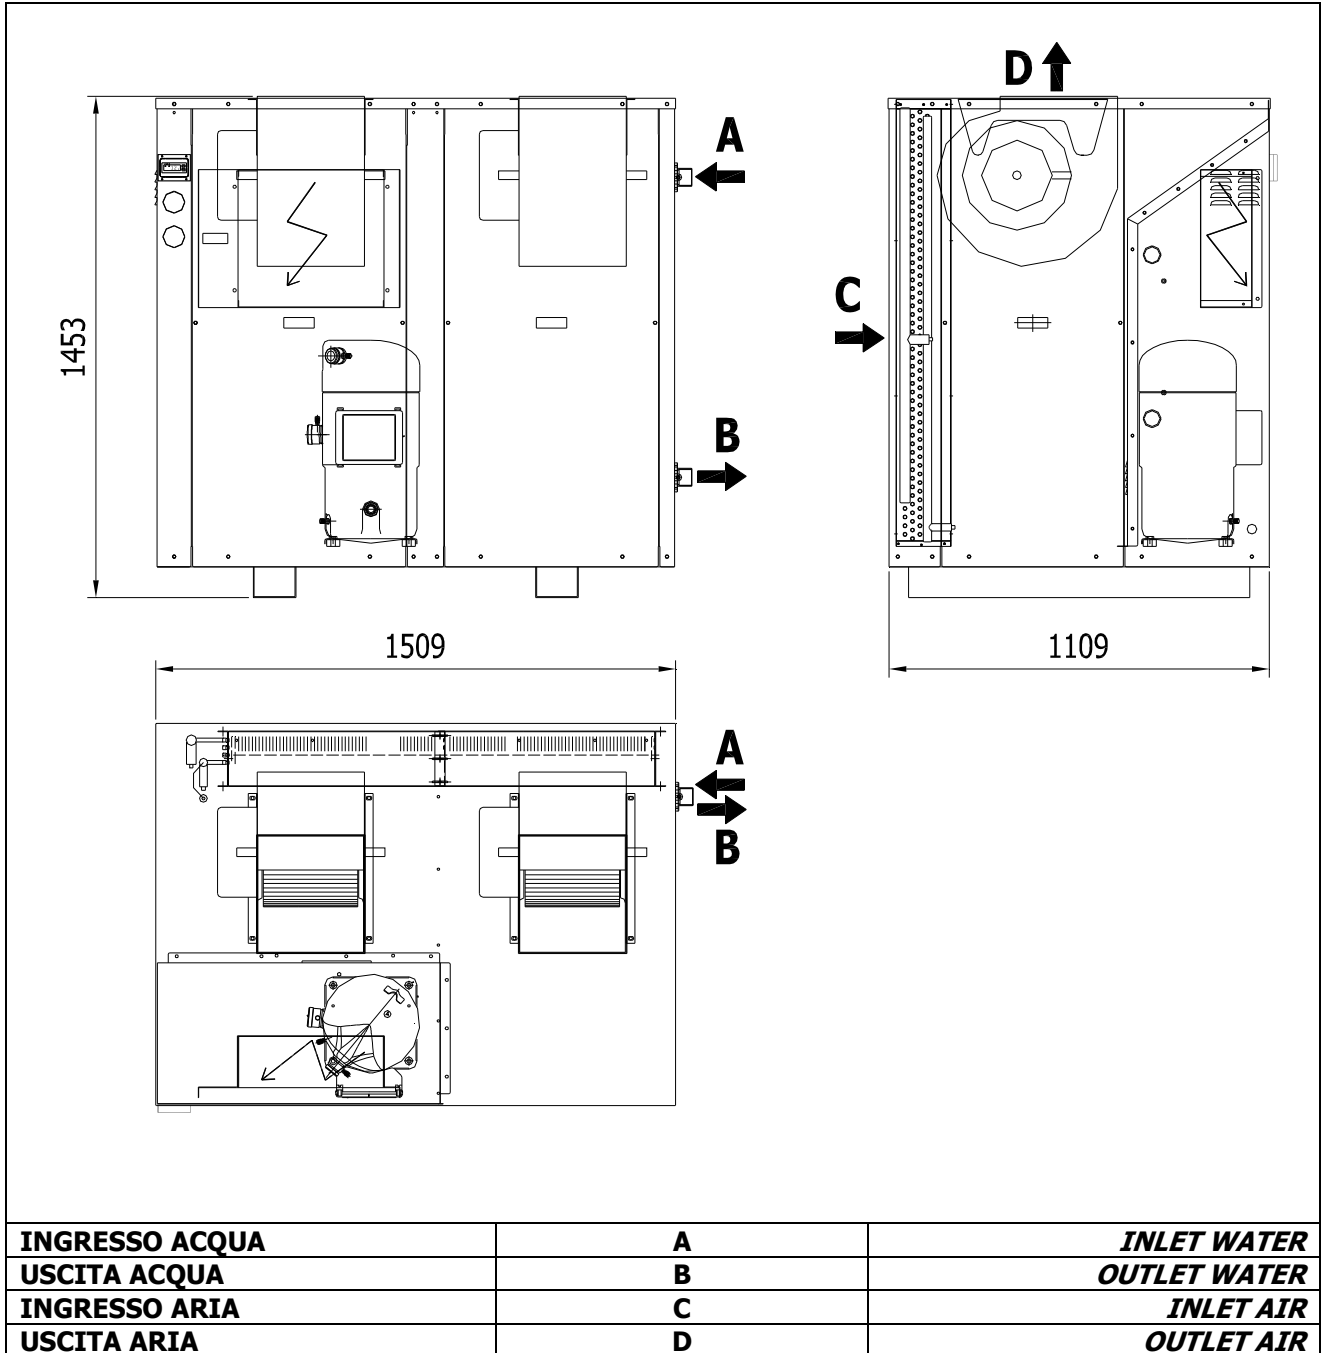 D
A
C
1453
B
1509
1109
A
B
INGRESSO ACQUA A INLET WATER
USCITA ACQUA B OUTLET WATER
INGRESSO ARIA C INLET AIR
USCITA ARIA D OUTLET AIR